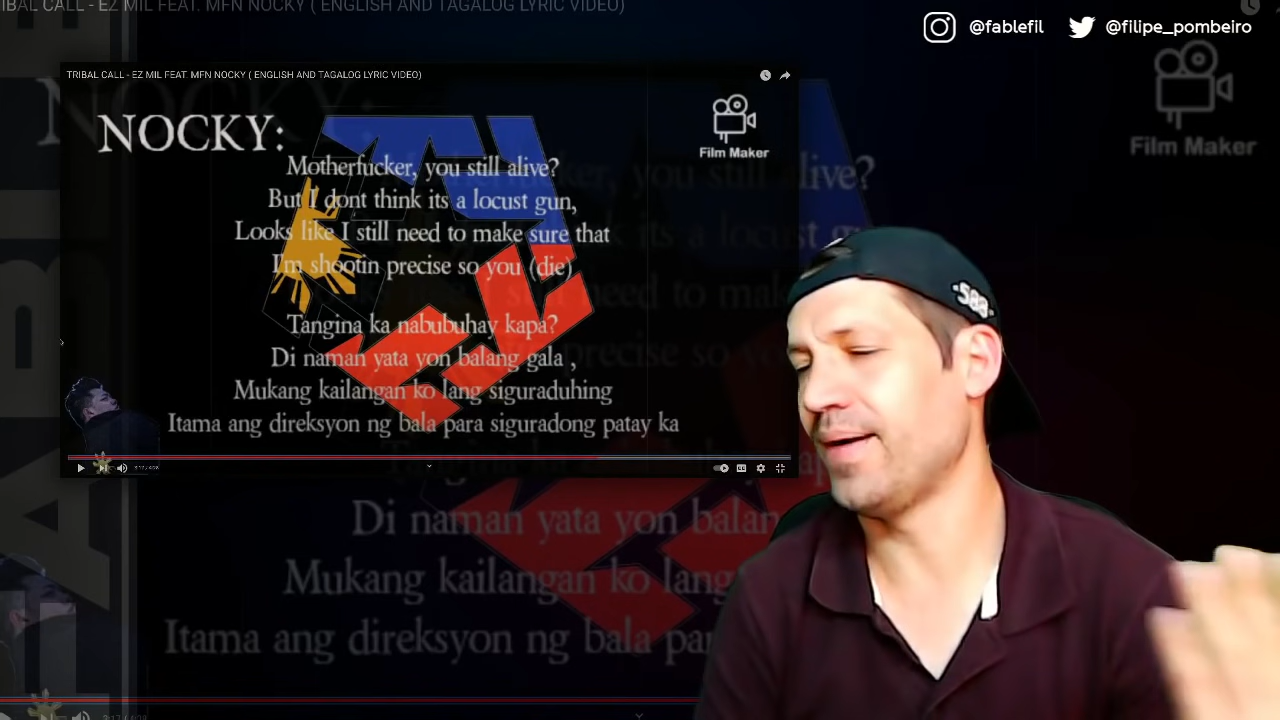 IBAL CALL - EZ MIL FEAT. MFN NOCKY ( ENGLISH AND TAGALOG LYRIC VIDEO)
@fablefil
@filipe_pombeiro
TRIBAL CALL - EZ MIL FEAT. MFN NOCKY ( ENGLISH AND TAGALOG LYRIC VIDEO)
NOCKY:
Film Maker
Film Maker
Motherfucker, you still alive?
But I dont think its a locust gun,
Looks like I still need to make sure that
I'm shootin precise so you (die)
Tangina ka nabubuhay kapa?
Di naman yata yon balang gala ,
Mukang kailangan ko lang siguraduhing
Itama ang direksyon ng bala para siguradong patay ka
Di naman yata yon balan
Mukang kailangan ko lang
Itama ang direksyon ng bala par